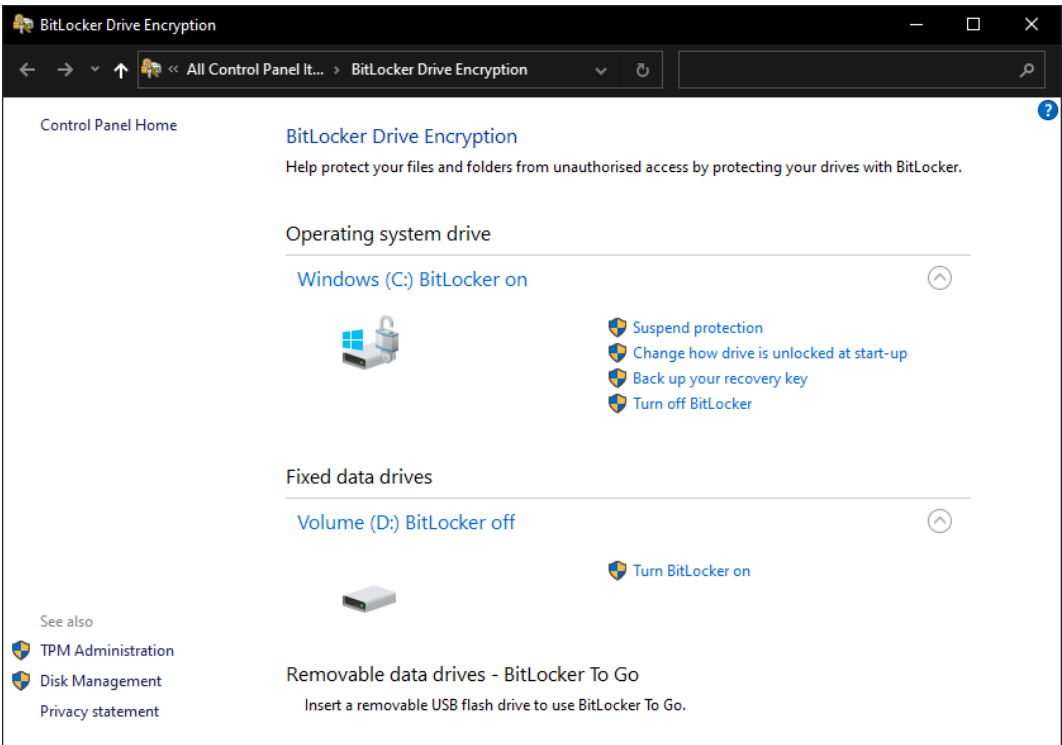 BitLocker Drive Encryption
« All Control Panel It... › BitLocker Drive Encryption
Control Panel Home
BitLocker Drive Encryption
Help protect your files and folders from unauthorised access by protecting your drives with BitLocker.
Operating system drive
Windows (C:) BitLocker on
Suspend protection
Change how drive is unlocked at start-up
Back up your recovery key
Turn off BitLocker
Fixed data drives
Volume (D:) BitLocker off
Turn BitLocker on
See also
TPM Administration
Disk Management
Privacy statement
Removable data drives - BitLocker To Go
Insert a removable USB flash drive to use BitLocker To Go.